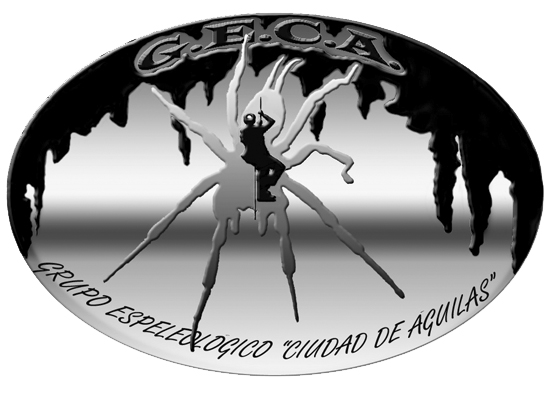 G.E.C.A.
GRUPO ESPELEOLOGICO "CIUDAD DE AGUILAS"